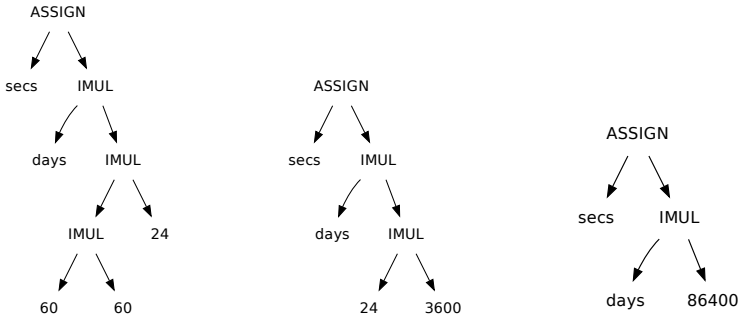 ASSIGN
secs IMUL
days IMUL
IMUL 24
60 60
ASSIGN
secs IMUL
days IMUL
24 3600
ASSIGN
secs IMUL
days 86400